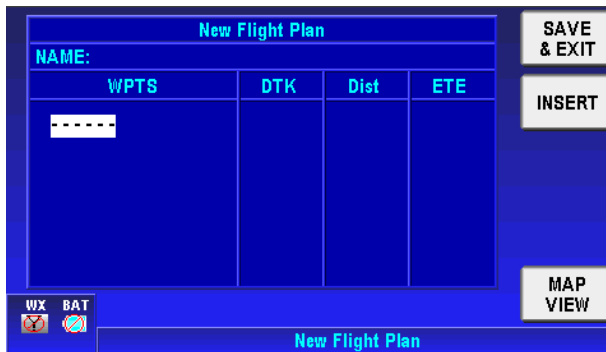 New Flight Plan
NAME:
WPTS DTK Dist ETE
------
SAVE
& EXIT
INSERT
MAP
VIEW
WX BAT
New Flight Plan